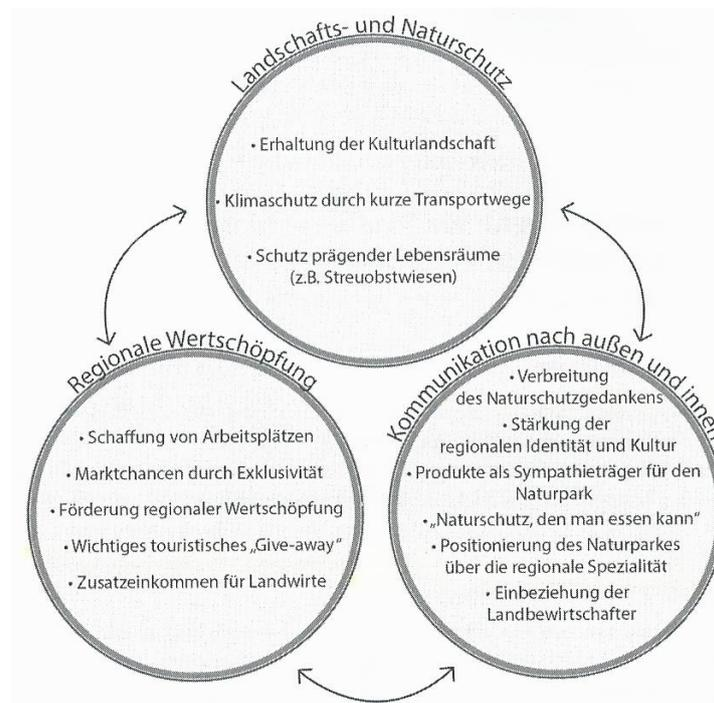 Landschafts- und Naturschutz
• Erhaltung der Kulturlandschaft
• Klimaschutz durch kurze Transportwege
• Schutz prägender Lebensräume
(z.B. Streuobstwiesen)
Regionale Wertschöpfung
• Schaffung von Arbeitsplätzen
• Marktchancen durch Exklusivität
• Förderung regionaler Wertschöpfung
• Wichtiges touristisches „Give-away“
• Zusatzeinkommen für Landwirte
Kommunikation nach außen und innen
• Verbreitung
des Naturschutzgedankens
• Stärkung der
regionalen Identität und Kultur
• Produkte als Sympathieträger für den
Naturpark
• „Naturschutz, den man essen kann“
• Positionierung des Naturparkes
über die regionale Spezialität
• Einbeziehung der
Landbewirtschafter